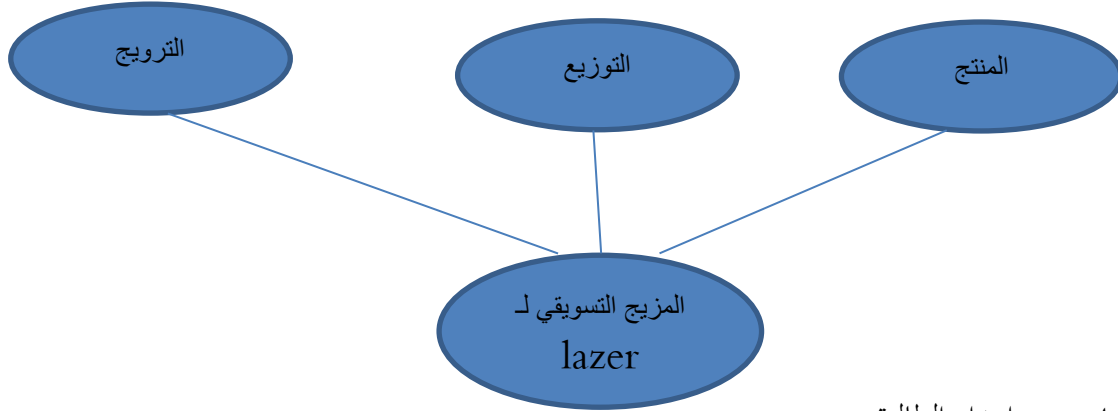 المنتج
التوزيع
الترويج
المزيج التسويقي لـ
lazer